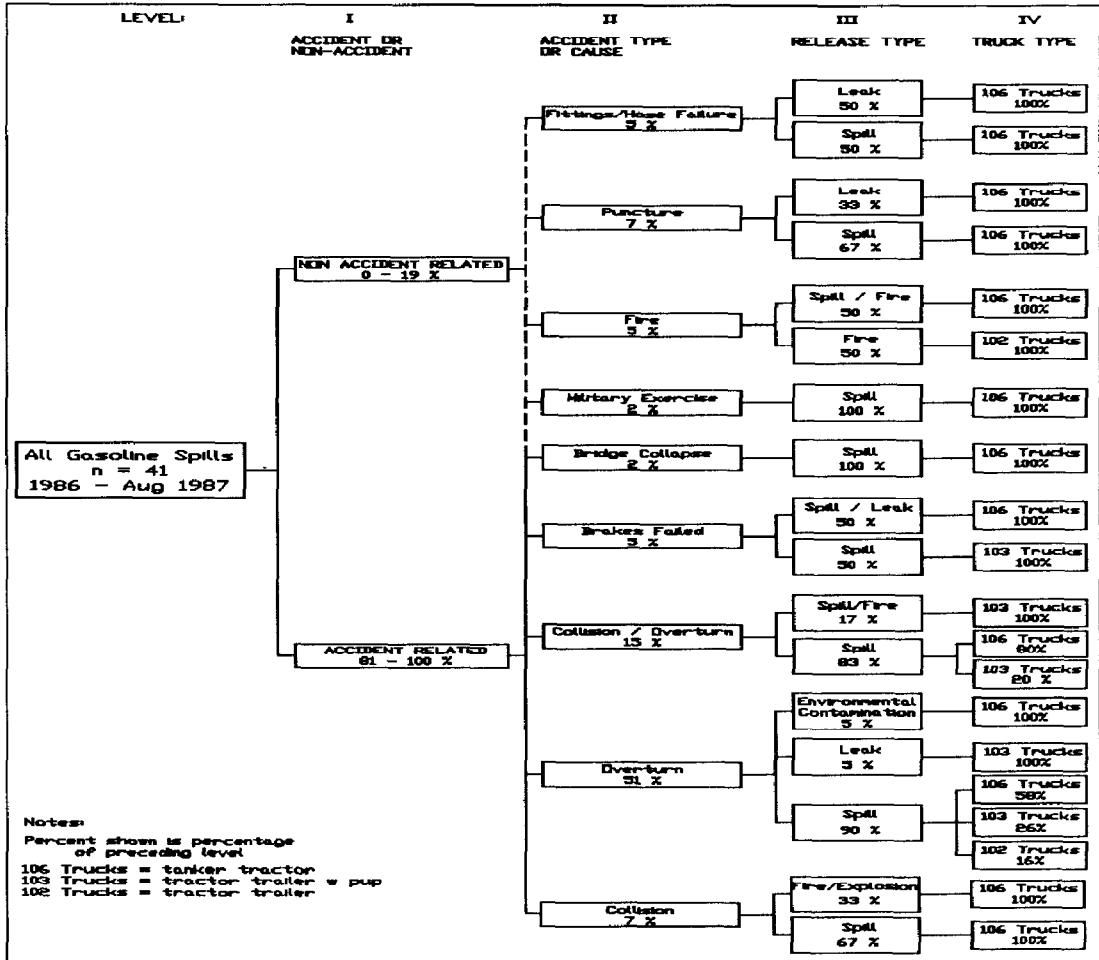 LEVEL:
I
II
III
IV
ACCIDENT OR
NON-ACCIDENT
ACCIDENT TYPE
OR CAUSE
RELEASE TYPE
TRUCK TYPE
All Gasoline Spills
n = 41
1986 - Aug 1987
NON ACCIDENT RELATED
0 - 19 %
ACCIDENT RELATED
81 - 100 %
Fittings/Hose Failure
5 %
Leak
50 %
106 Trucks
100%
Spill
50 %
106 Trucks
100%
Puncture
7 %
Leak
33 %
106 Trucks
100%
Spill
67 %
106 Trucks
100%
Fire
5 %
Spill / Fire
50 %
106 Trucks
100%
Fire
50 %
102 Trucks
100%
Military Exercise
2 %
Spill
100 %
106 Trucks
100%
Bridge Collapse
2 %
Spill
100 %
106 Trucks
100%
Brakes Failed
5 %
Spill / Leak
50 %
106 Trucks
100%
Spill
50 %
103 Trucks
100%
Collision / Overturn
15 %
Spill/Fire
17 %
103 Trucks
100%
Spill
83 %
106 Trucks
80%
103 Trucks
20 %
Overturn
51 %
Environmental
Contamination
5 %
106 Trucks
100%
Leak
5 %
103 Trucks
100%
Spill
90 %
106 Trucks
58%
103 Trucks
26%
102 Trucks
16%
Collision
7 %
Fire/Explosion
33 %
106 Trucks
100%
Spill
67 %
106 Trucks
100%
Notes:
Percent shown is percentage
of preceding level
106 Trucks = tanker tractor
103 Trucks = tractor trailer w pup
102 Trucks = tractor trailer